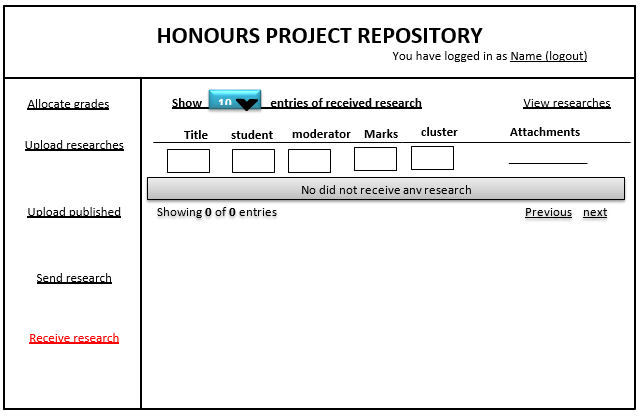 HONOURS PROJECT REPOSITORY
You have logged in as Name (logout)
Allocate grades
Upload researches
Upload published
Send research
Receive research
Show 10 entries of received research View researches
Title student moderator Marks cluster Attachments
No did not receive any research
Showing 0 of 0 entries Previous next